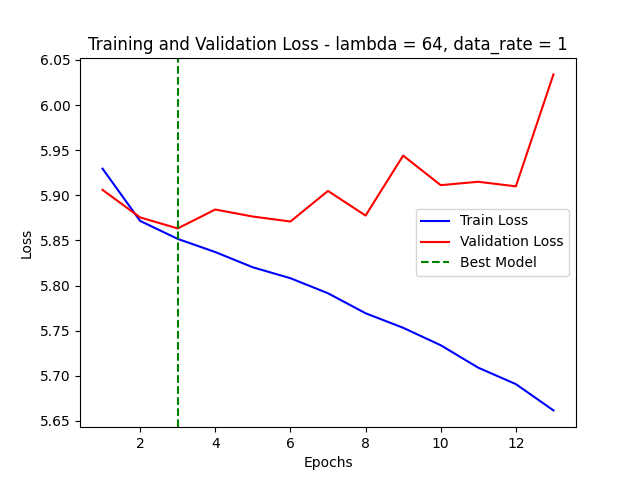 Training and Validation Loss - lambda = 64, data_rate = 1
6.05
6.00
5.95
5.90
5.85
5.80
5.75
5.70
5.65
Loss
Train Loss
Validation Loss
Best Model
2 4 6 8 10 12
Epochs